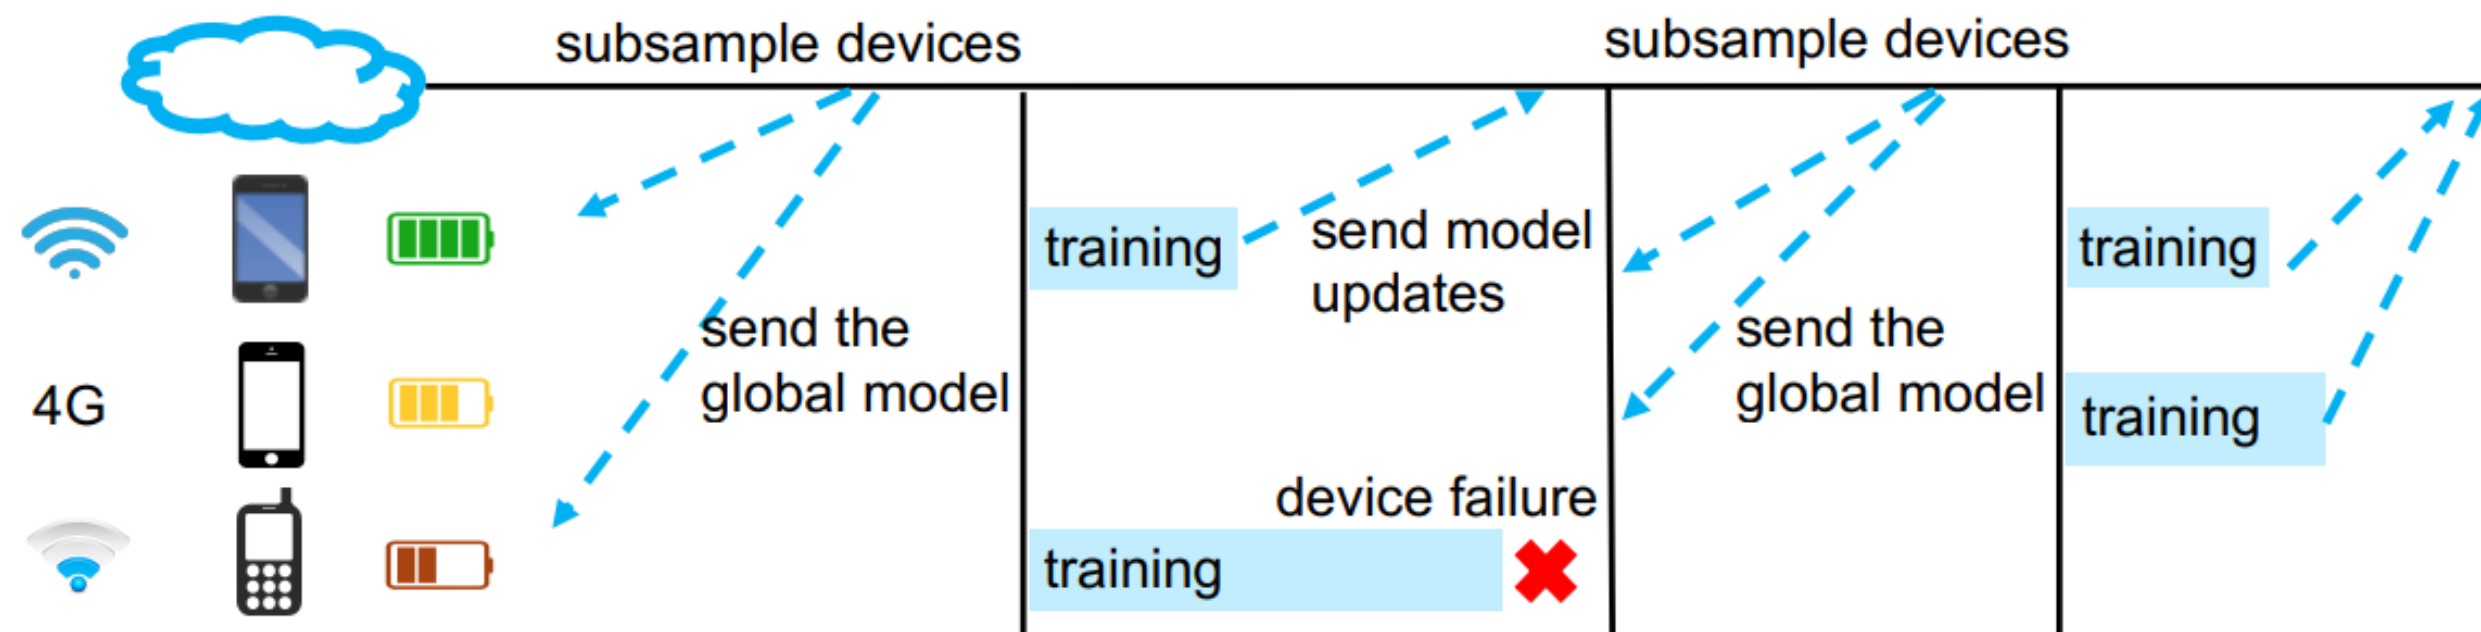 subsample devices
subsample devices
training
send model
updates
training
send the
global model
send the
global model
4G
training
device failure
training